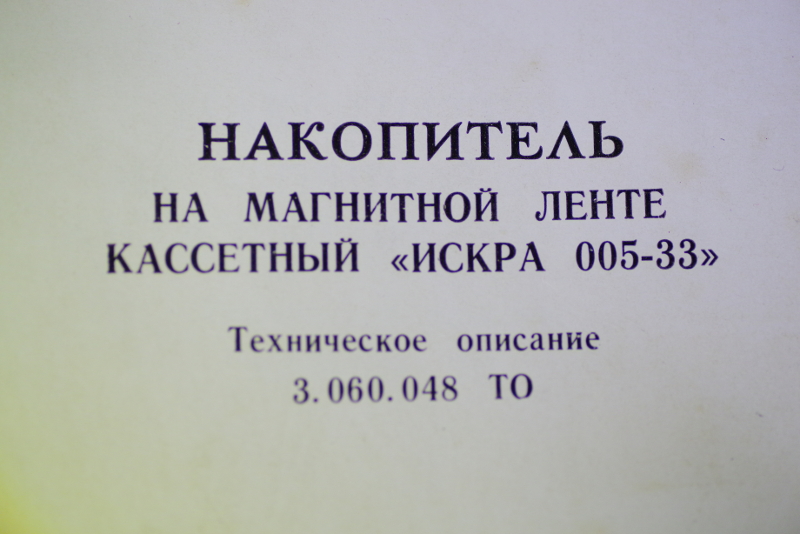 НАКОПИТЕЛЬ
НА МАГНИТНОЙ ЛЕНТЕ
КАССЕТНЫЙ «ИСКРА 005-33»
Техническое описание
3.060.048 ТО